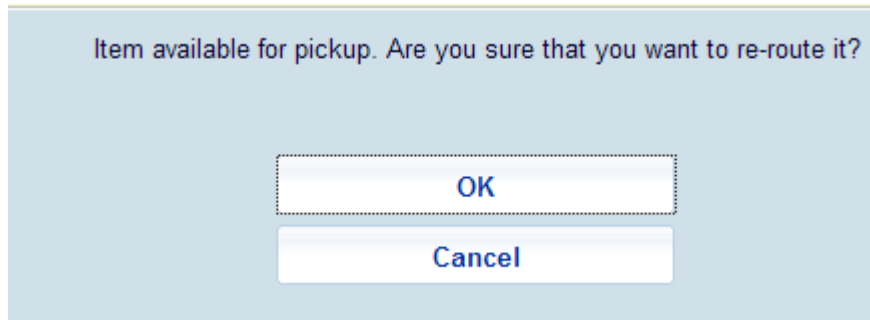 Item available for pickup. Are you sure that you want to re-route it?
OK
Cancel